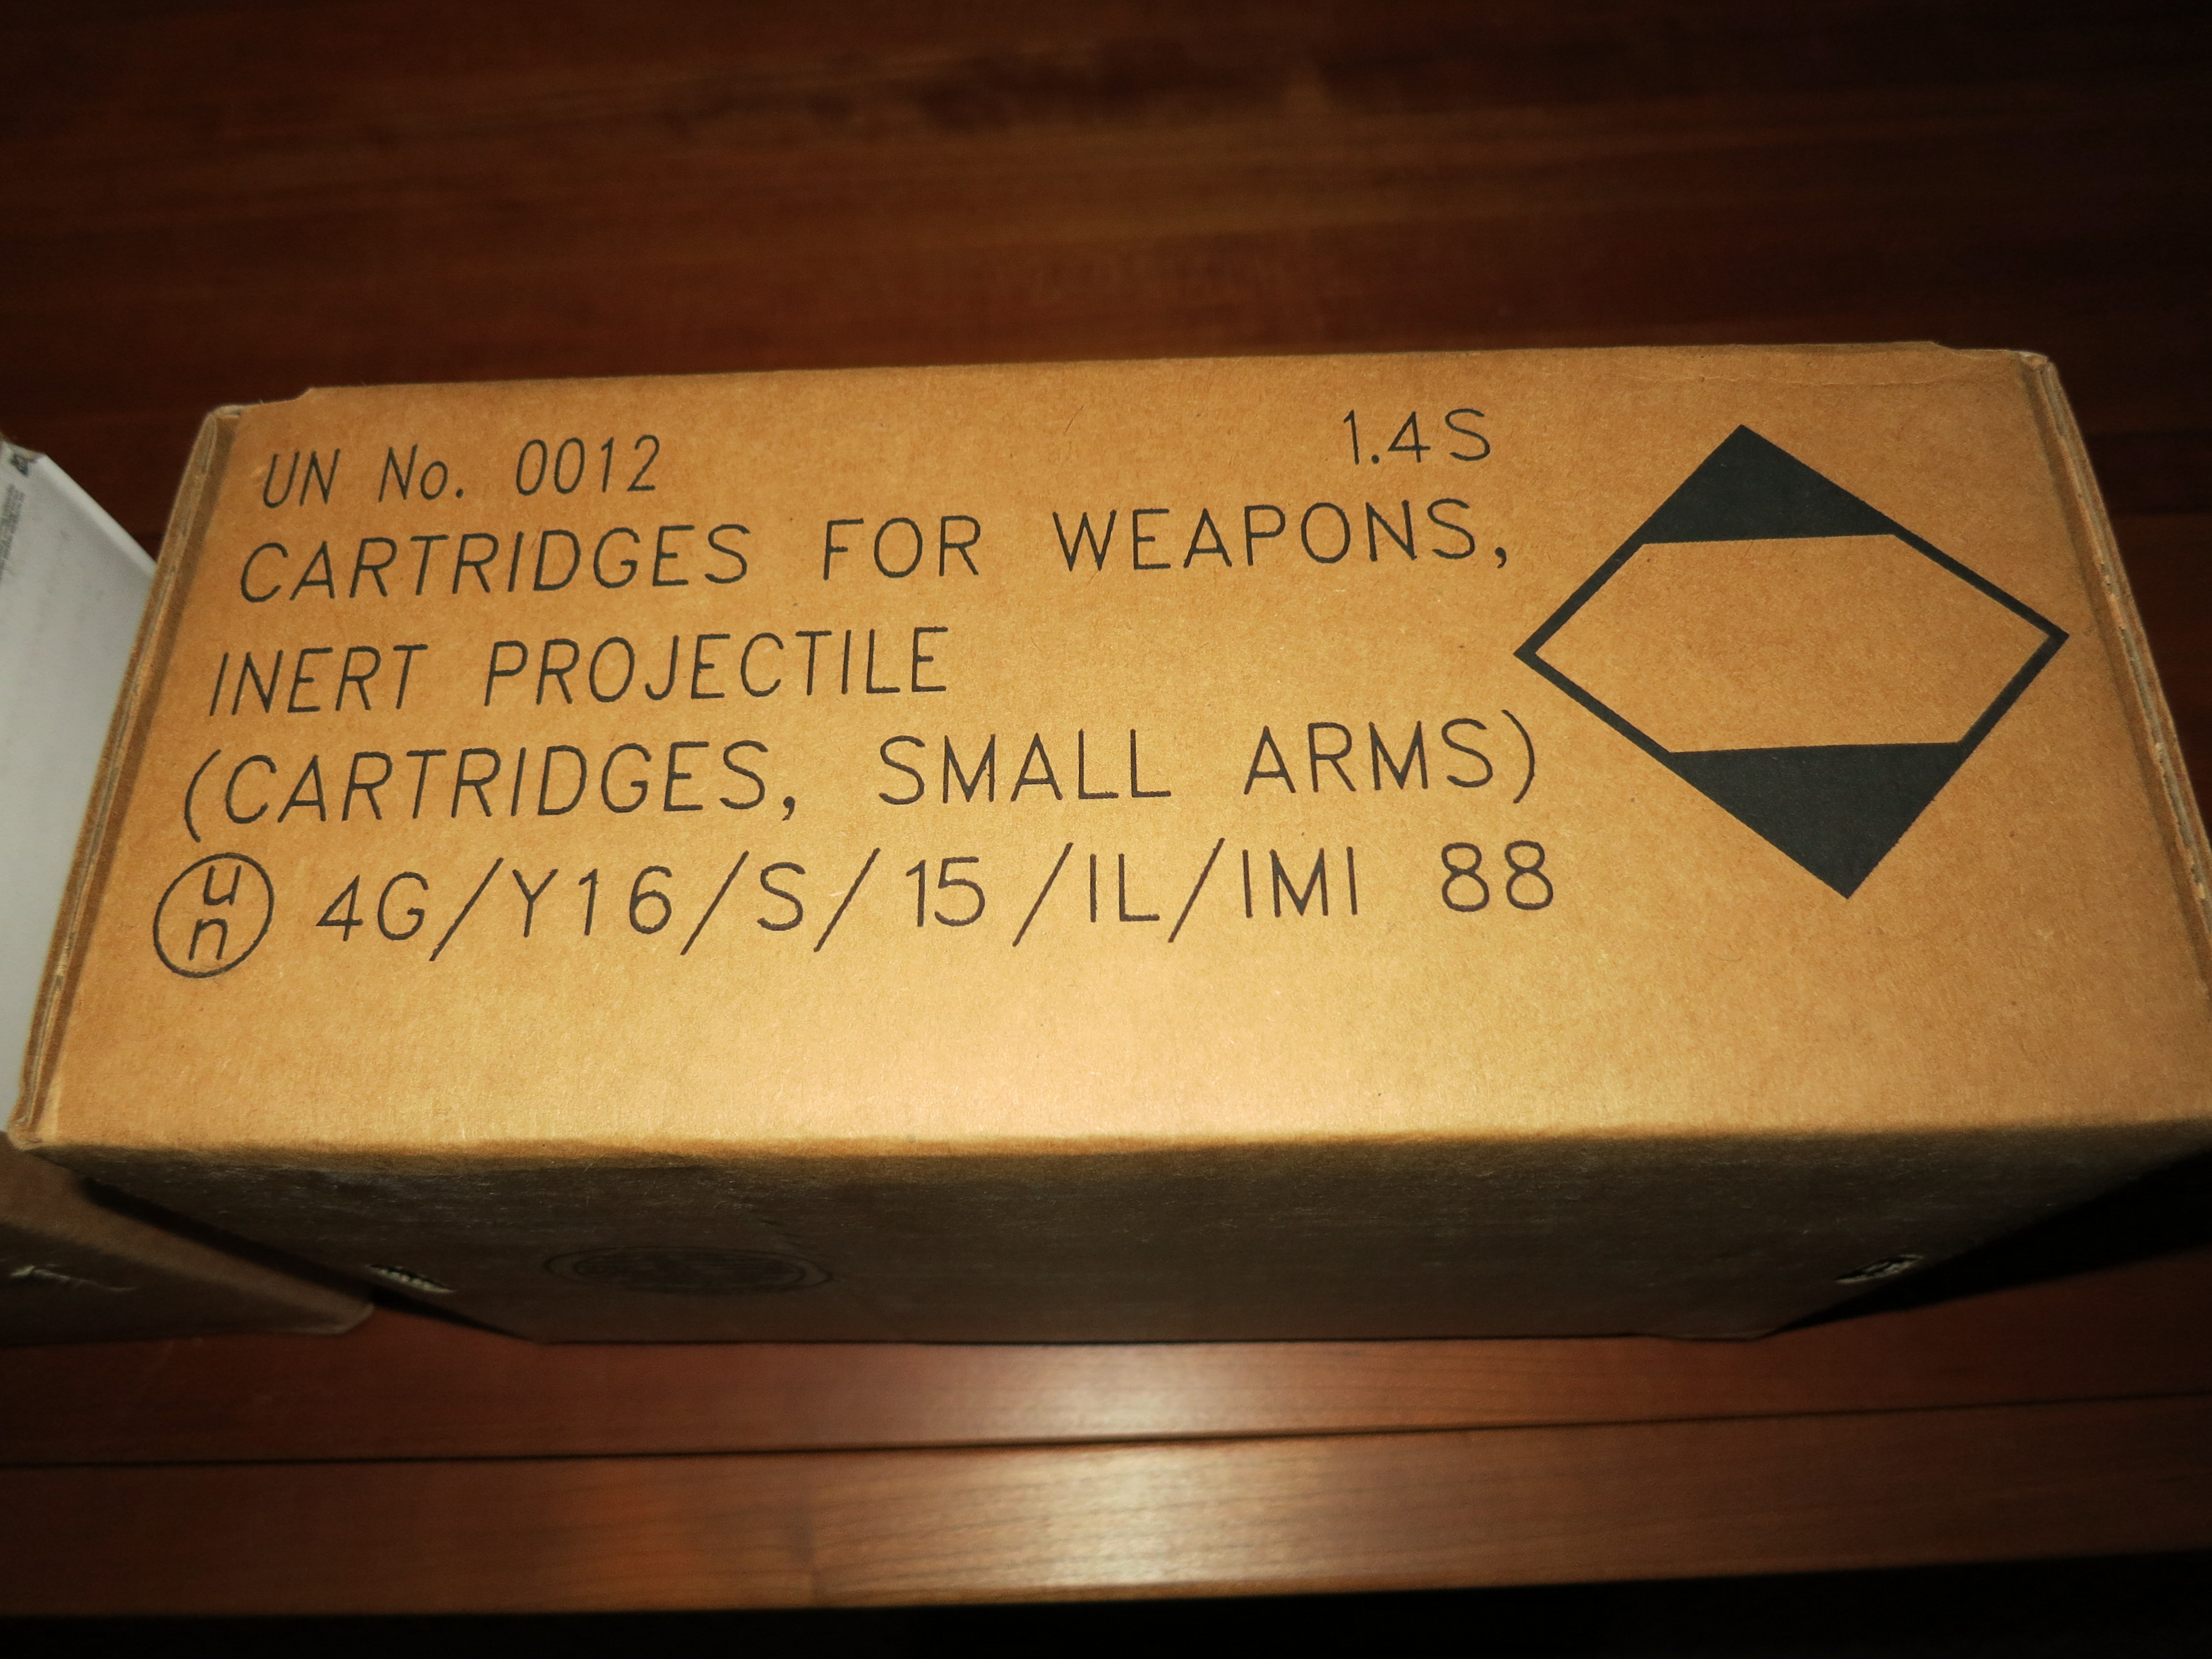 UN No. 0012 1.4S
CARTRIDGES FOR WEAPONS,
INERT PROJECTILE
(CARTRIDGES, SMALL ARMS)
un 4G/Y16/S/15/IL/IMI 88